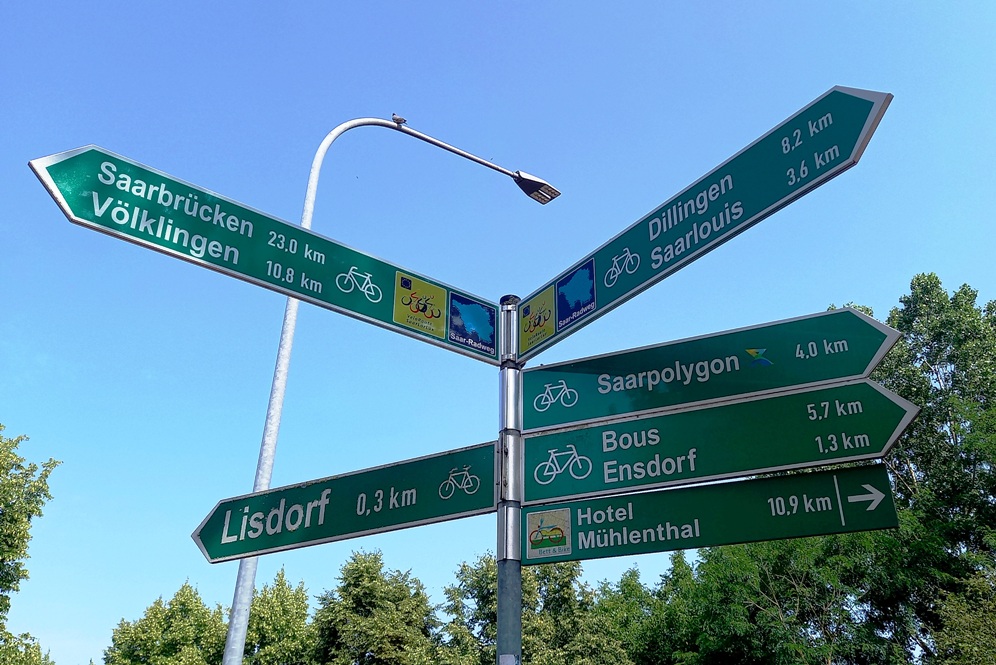 Saarbrücken 23.0 km
Völklingen 10.8 km
Saar-Radweg
Dillingen 8.2 km
Saarlouis 3,6 km
Saar-Radweg
Saarpolygon 4,0 km
Bous 5.7 km
Ensdorf 1,3 km
Lisdorf 0,3 km
Hotel
Mühlenthal 10,9 km
Bett & Bike